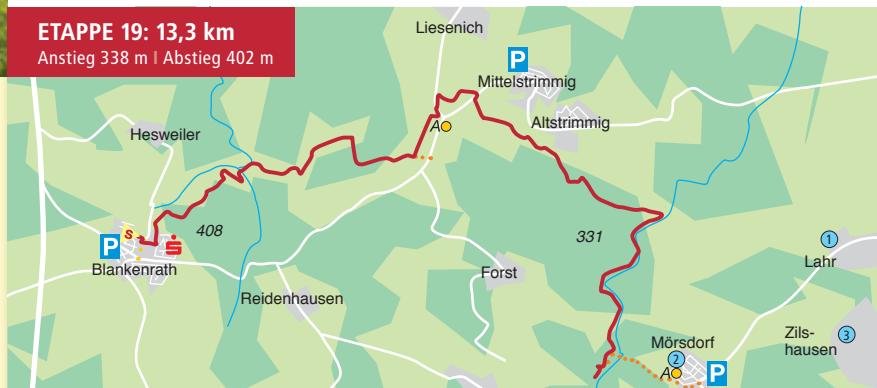 ETAPPE 19: 13,3 km
Anstieg 338 m I Abstieg 402 m
Liesenich
P
Mittelstrimmig
Altstrimmig
A
Hesweiler
408
S
S
P
Blankenrath
331
1
Lahr
Forst
Reidenhausen
Mörsdorf
2
A
P
Zils-
hausen
3